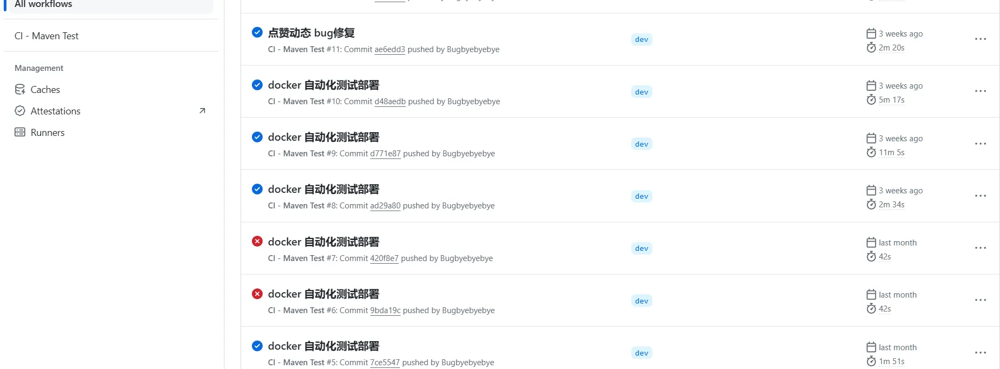 All workflows
CI - Maven Test
Management
Caches
Attestations
Runners
点赞动态 bug修复
CI - Maven Test #11: Commit ae6edd3 pushed by Bugbyebyebye
dev
3 weeks ago
2m 20s
docker 自动化测试部署
CI - Maven Test #10: Commit d48aedb pushed by Bugbyebyebye
dev
3 weeks ago
5m 17s
docker 自动化测试部署
CI - Maven Test #9: Commit d771e87 pushed by Bugbyebyebye
dev
3 weeks ago
11m 5s
docker 自动化测试部署
CI - Maven Test #8: Commit ad29a80 pushed by Bugbyebyebye
dev
3 weeks ago
2m 34s
docker 自动化测试部署
CI - Maven Test #7: Commit 420f8e7 pushed by Bugbyebyebye
dev
last month
42s
docker 自动化测试部署
CI - Maven Test #6: Commit 9bda19c pushed by Bugbyebyebye
dev
last month
42s
docker 自动化测试部署
CI - Maven Test #5: Commit 7ce5547 pushed by Bugbyebyebye
dev
last month
1m 51s